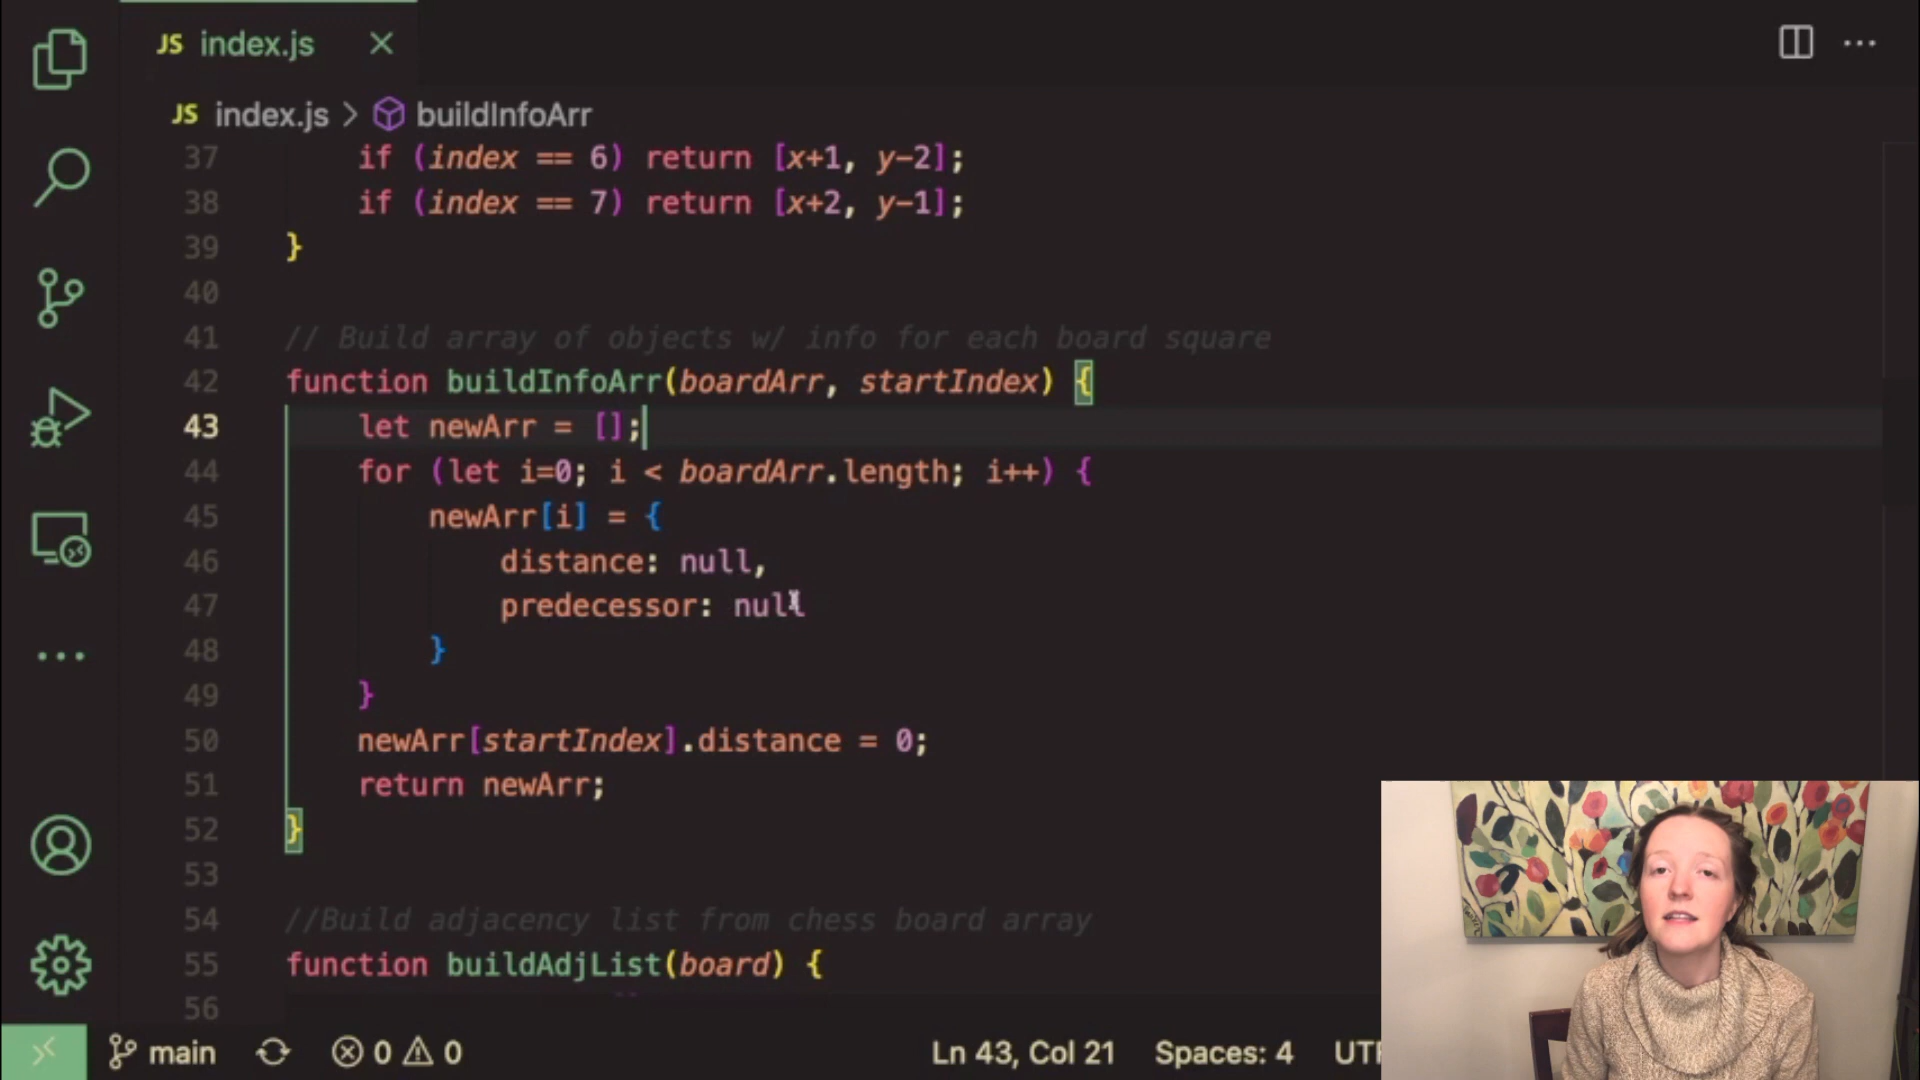 JS index.js
JS index.js > buildInfoArr
37 if (index == 6) return [x+1, y-2];
38 if (index == 7) return [x+2, y-1];
39 }
40
41 // Build array of objects w/ info for each board square
42 function buildInfoArr(boardArr, startIndex) {
43 let newArr = [];
44 for (let i=0; i < boardArr.length; i++) {
45 newArr[i] = {
46 distance: null,
47 predecessor: null
48 }
49 }
50 newArr[startIndex].distance = 0;
51 return newArr;
52 }
53
54 //Build adjacency list from chess board array
55 function buildAdjList(board) {
56
main 0 0 Ln 43, Col 21 Spaces: 4 UTF